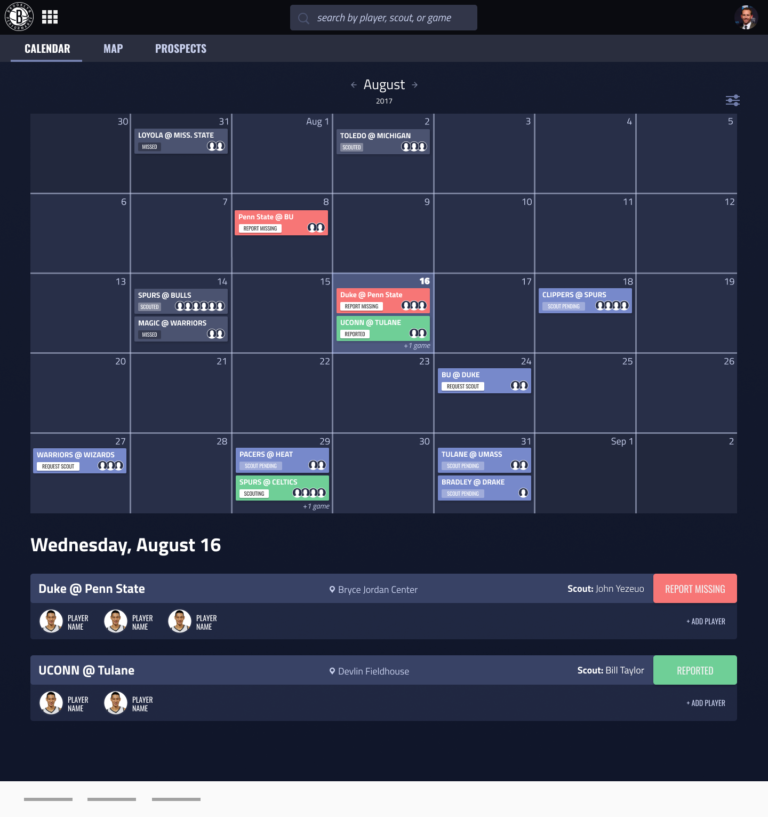 search by player, scout, or game
CALENDAR MAP PROSPECTS
← August →
2017
30 31 Aug 1 2 3 4 5
LOYOLA @ MISS. STATE
MISSED
TOLEDO @ MICHIGAN
SCOUTED
6 7 8 9 10 11 12
Penn State @ BU
REPORT MISSING
13 14 15 16 17 18 19
SPURS @ BULLS
SCOUTED
MAGIC @ WARRIORS
MISSED
Duke @ Penn State
REPORT MISSING
UCONN @ TULANE
REPORTED
+1 game
CLIPPERS @ SPURS
SCOUT PENDING
20 21 22 23 24 25 26
BU @ DUKE
REQUEST SCOUT
27 28 29 30 31 Sep 1 2
WARRIORS @ WIZARDS
REQUEST SCOUT
PACERS @ HEAT
SCOUT PENDING
SPURS @ CELTICS
SCOUTING
+1 game
TULANE @ UMASS
SCOUT PENDING
BRADLEY @ DRAKE
SCOUT PENDING
Wednesday, August 16
Duke @ Penn State Bryce Jordan Center Scout: John Yezeuo REPORT MISSING
PLAYER NAME PLAYER NAME PLAYER NAME + ADD PLAYER
UCONN @ Tulane Devlin Fieldhouse Scout: Bill Taylor REPORTED
PLAYER NAME PLAYER NAME + ADD PLAYER